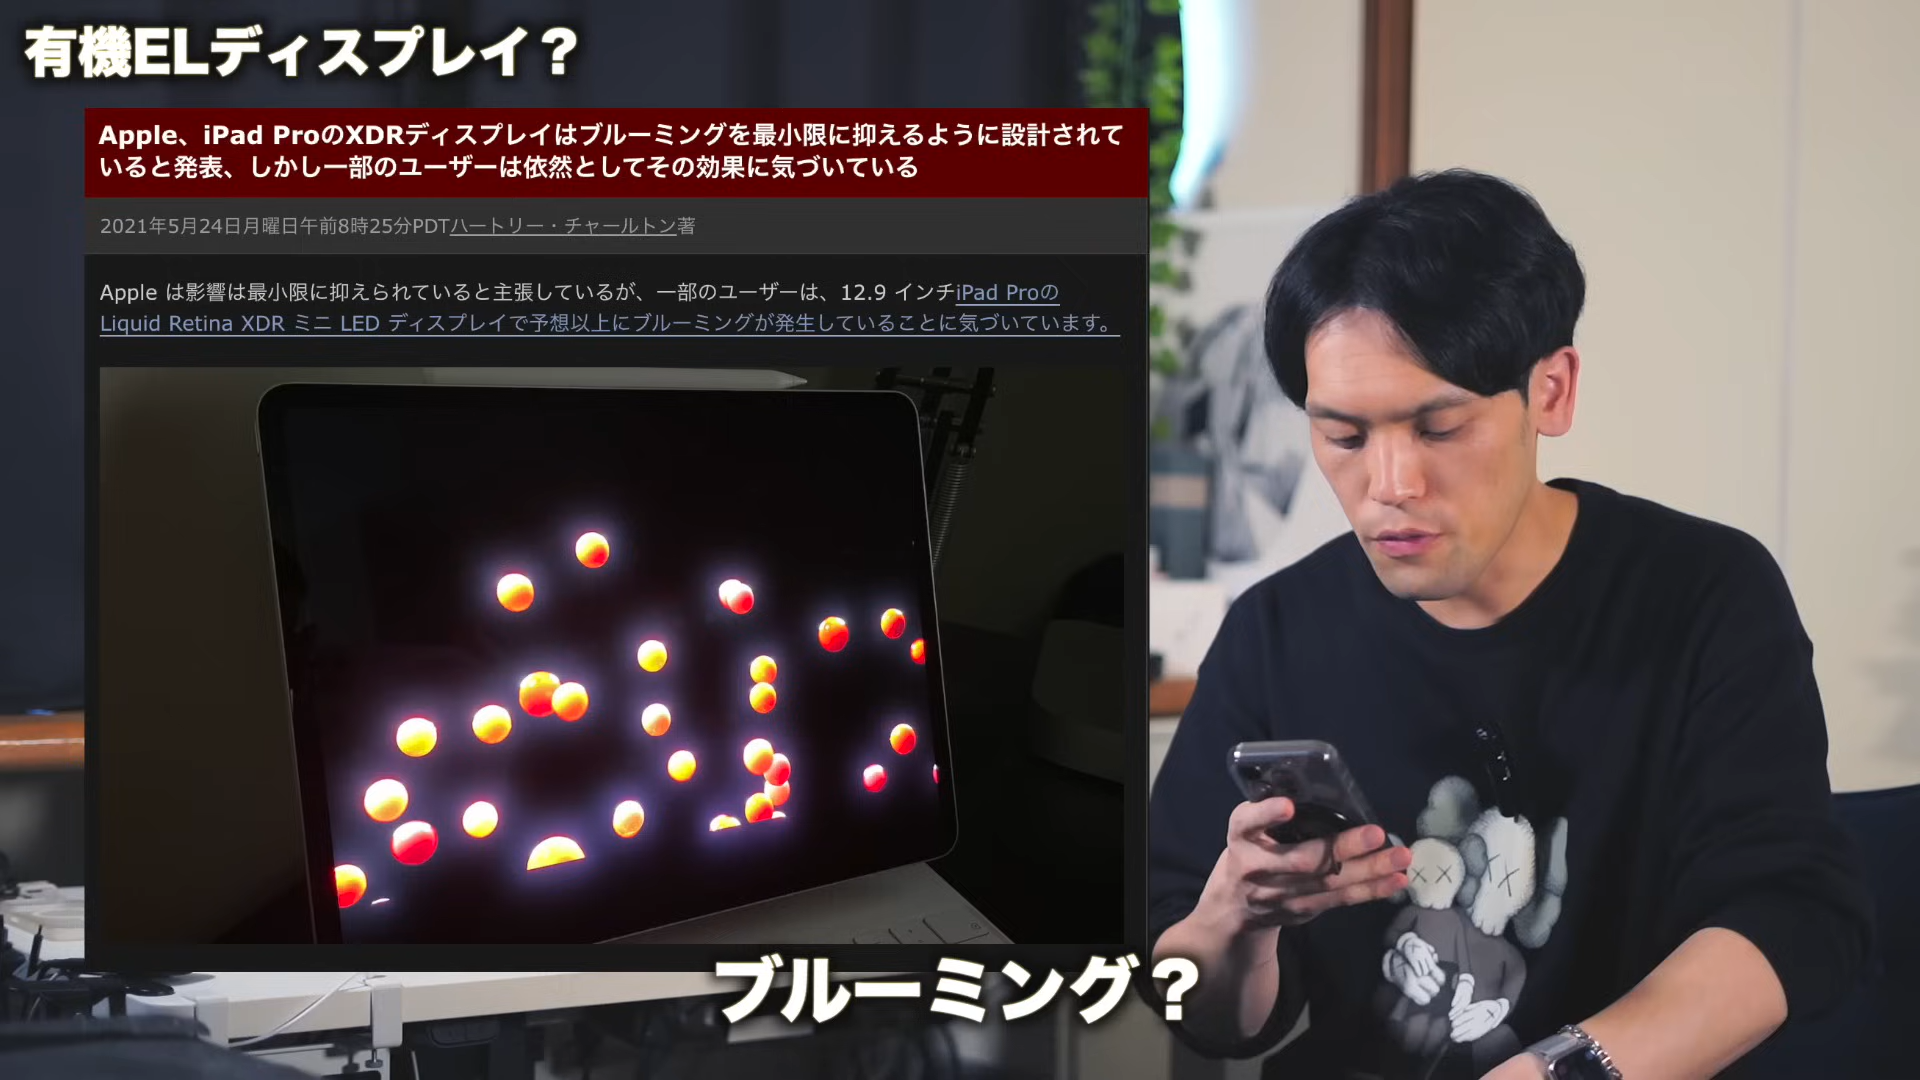 有機ELディスプレイ？
Apple、iPad ProのXDRディスプレイはブルーミングを最小限に抑えるように設計されて
いると発表、しかし一部のユーザーは依然としてその効果に気づいている
2021年5月24日月曜日午前8時25分PDTハートリー・チャールトン著
Apple は影響は最小限に抑えられていると主張しているが、一部のユーザーは、12.9 インチiPad Proの
Liquid Retina XDR ミニ LED ディスプレイで予想以上にブルーミングが発生していることに気づいています。
ブルーミング？